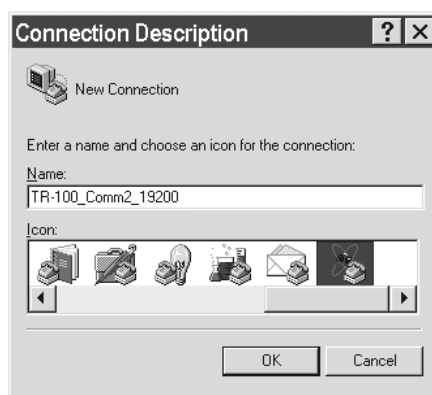 Connection Description
New Connection
Enter a name and choose an icon for the connection:
Name:
TR-100_Comm2_19200
Icon:
OK
Cancel